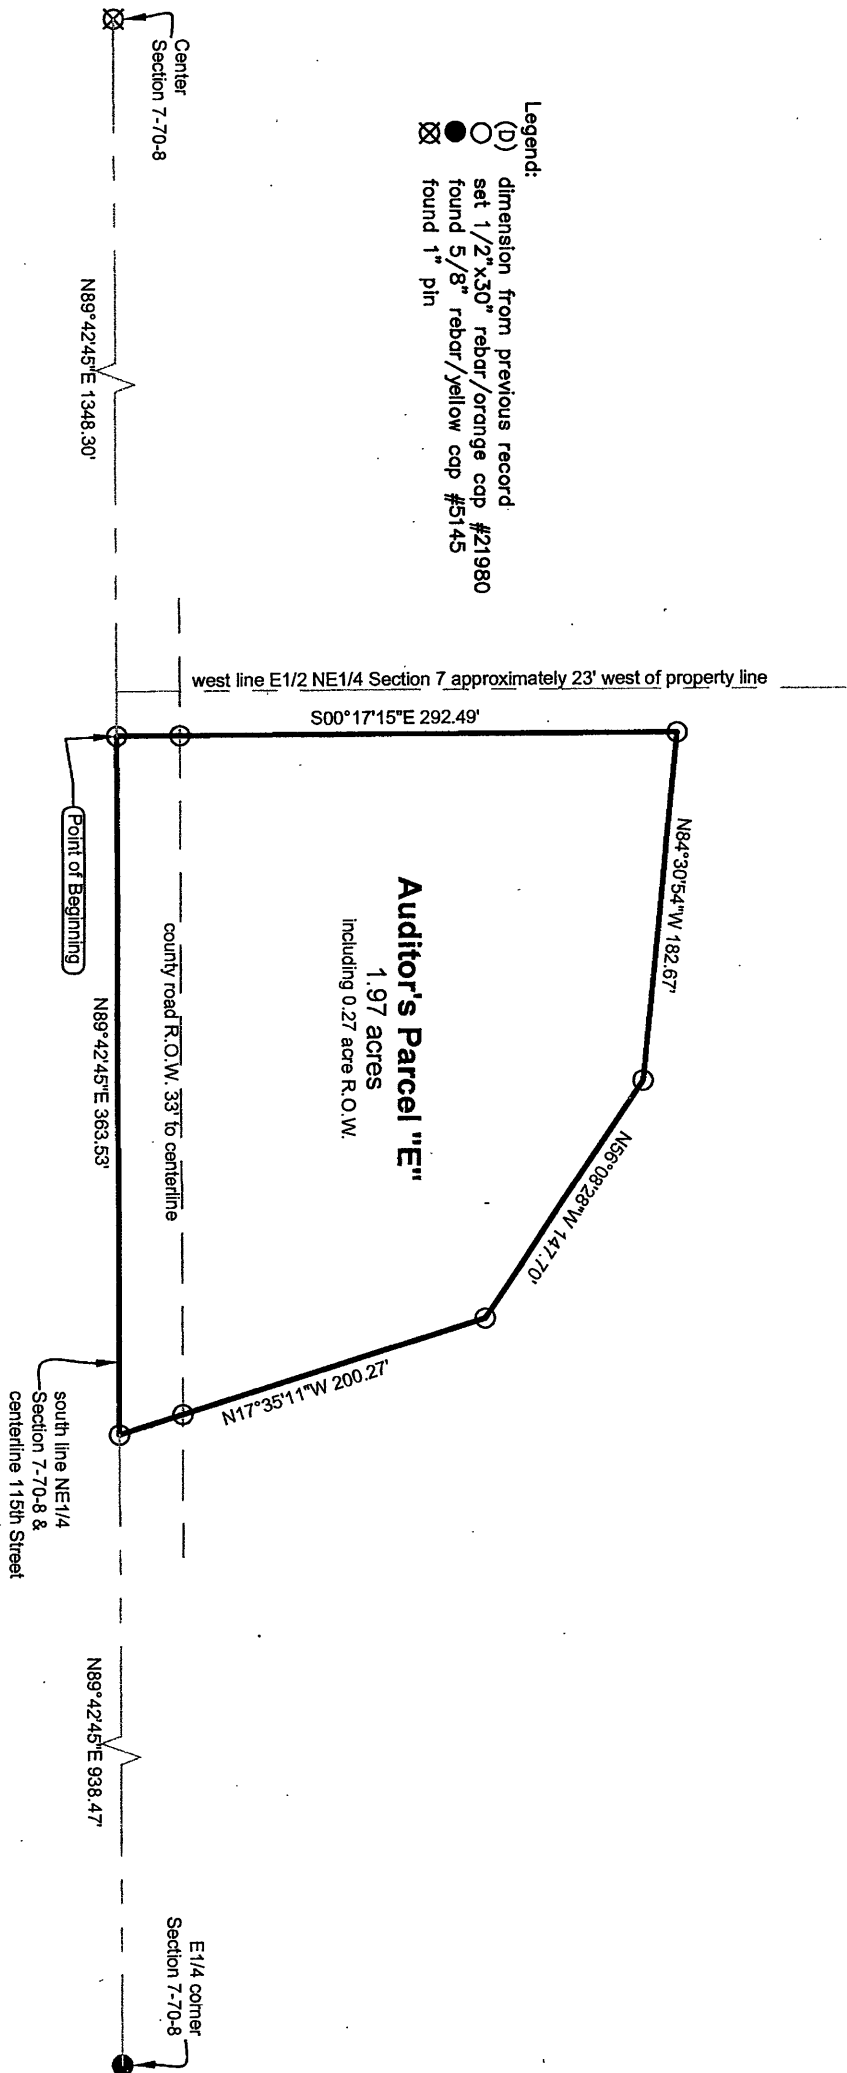 Center
Section 7-70-8
Legend:
(D) dimension from previous record
set 1/2"x30" rebar/orange cap #21980
found 5/8" rebar/yellow cap #5145
found 1" pin
N89°42'45"E 1348.30'
west line E1/2 NE1/4 Section 7 approximately 23' west of property line
S00°17'15"E 292.49'
N84°30'54"W 182.67'
Point of Beginning
Auditor's Parcel "E"
1.97 acres
including 0.27 acre R.O.W.
N56°08'28"W 147.70'
county road R.O.W. 33' to centerline
N89°42'45"E 363.53'
N17°35'11"W 200.27'
south line NE1/4
Section 7-70-8 &
centerline 115th Street
N89°42'45"E 938.47'
E1/4 corner
Section 7-70-8